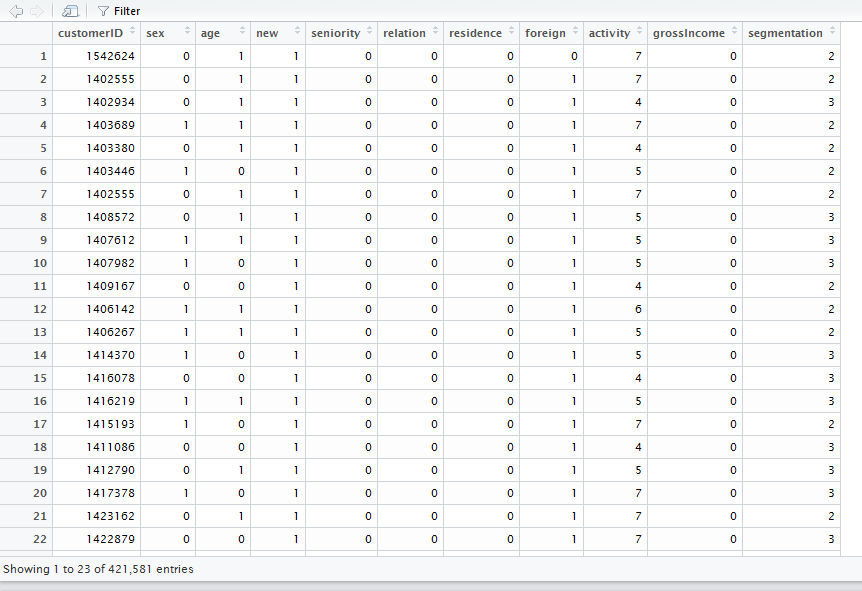 Filter
customerID sex age new seniority relation residence foreign activity grossIncome segmentation
1 1542624 0 1 1 0 0 0 0 7 0 2
2 1402555 0 1 1 0 0 0 1 7 0 2
3 1402934 0 1 1 0 0 0 1 4 0 3
4 1403689 1 1 1 0 0 0 1 7 0 2
5 1403380 0 1 1 0 0 0 1 4 0 2
6 1403446 1 0 1 0 0 0 1 5 0 2
7 1402555 0 1 1 0 0 0 1 7 0 2
8 1408572 0 1 1 0 0 0 1 5 0 3
9 1407612 1 1 1 0 0 0 1 5 0 3
10 1407982 1 0 1 0 0 0 1 5 0 3
11 1409167 0 0 1 0 0 0 1 4 0 2
12 1406142 1 1 1 0 0 0 1 6 0 2
13 1406267 1 1 1 0 0 0 1 5 0 2
14 1414370 1 0 1 0 0 0 1 5 0 3
15 1416078 0 0 1 0 0 0 1 4 0 3
16 1416219 1 1 1 0 0 0 1 5 0 3
17 1415193 1 0 1 0 0 0 1 7 0 2
18 1411086 0 0 1 0 0 0 1 4 0 3
19 1412790 0 1 1 0 0 0 1 5 0 3
20 1417378 1 0 1 0 0 0 1 7 0 3
21 1423162 0 1 1 0 0 0 1 7 0 2
22 1422879 0 0 1 0 0 0 1 7 0 3
Showing 1 to 23 of 421,581 entries